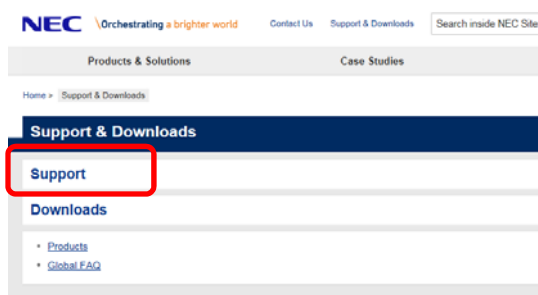 NEC \Orchestrating a brighter world Contact Us Support & Downloads Search inside NEC Site
Products & Solutions Case Studies
Home > Support & Downloads
Support & Downloads
Support
Downloads
Products
Global FAQ